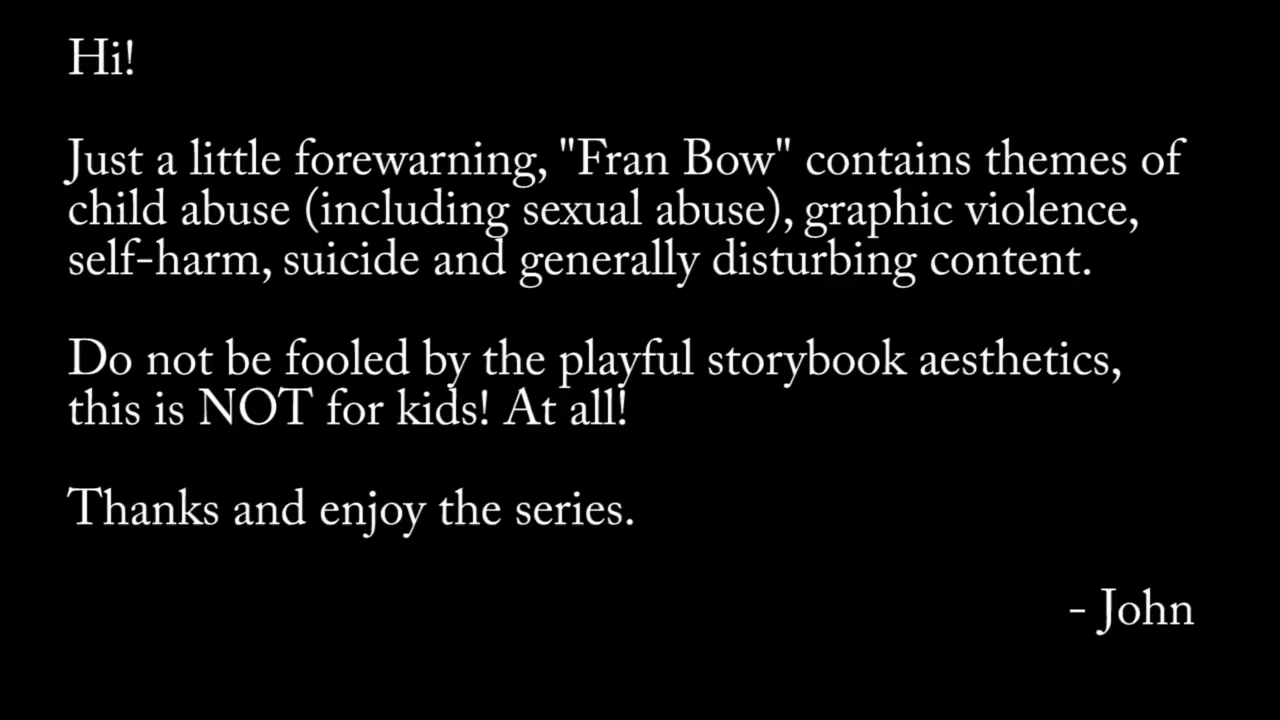 Hi!
Just a little forewarning, "Fran Bow" contains themes of
child abuse (including sexual abuse), graphic violence,
self-harm, suicide and generally disturbing content.
Do not be fooled by the playful storybook aesthetics,
this is NOT for kids! At all!
Thanks and enjoy the series.
- John